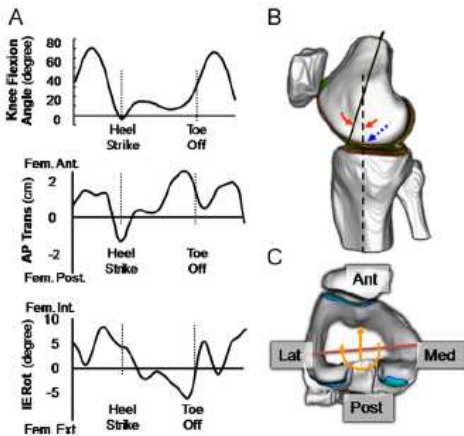 A
Knee Flexion
Angle (degree)
80
60
40
20
0
Heel
Strike
Toe
Off
Fem. Ant.
AP Trans (cm)
2
0
-2
Heel
Strike
Toe
Off
Fem. Post.
Fem. Int.
IE Rot (degree)
10
5
0
-5
Heel
Strike
Toe
Off
Fem. Ext
B
C
Ant
Lat
Med
Post